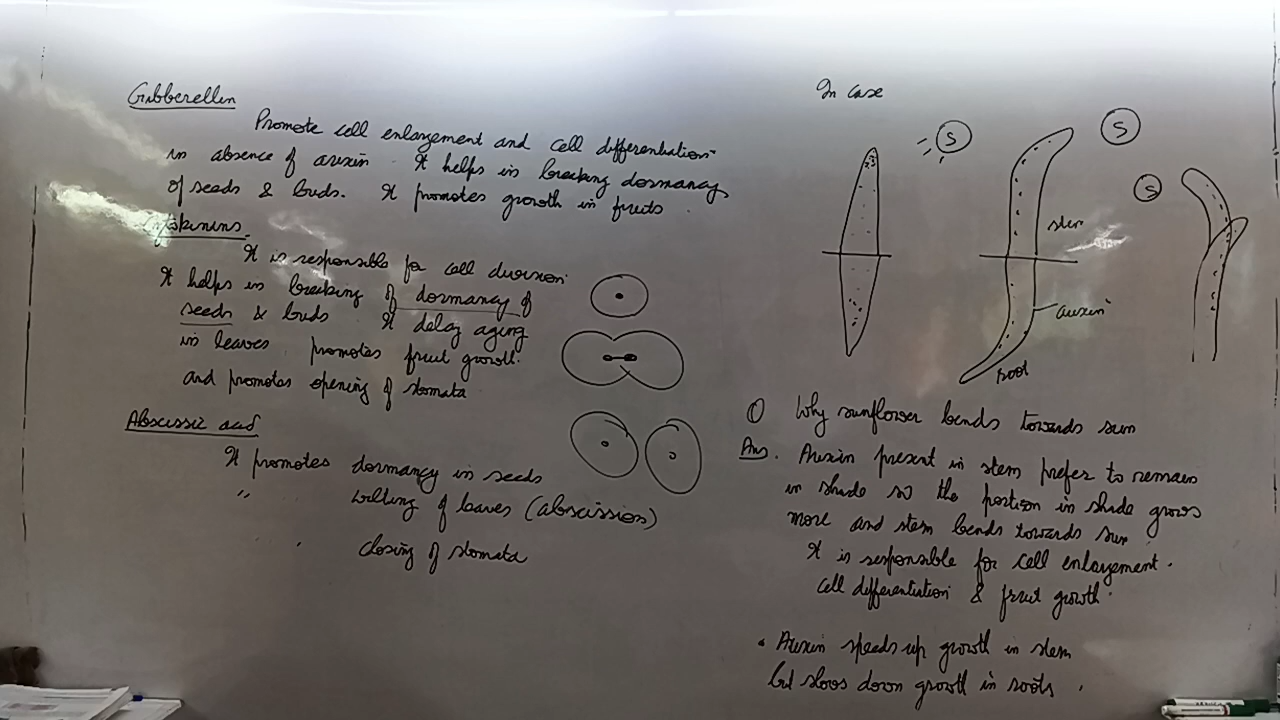 Gibberellin
Promote cell enlargement and cell differentiation
in absence of auxin It helps in breaking dormancy
of seeds & buds. It promotes growth in fruits
Cytokinins.
It is responsible for cell division
It helps in breaking of dormancy of
seeds & buds It delay aging
in leaves promotes fruit growth.
and promotes opening of stomata
Abscissic acid
It promotes dormancy in seeds
" wilting of leaves (abscission)
closing of stomata
In case
S
S
S
stem
auxin
root
Q Why sunflower bends towards sun
Ans. Auxin present in stem prefer to remain
in shade so the portion in shade grows
more and stem bends towards sun
It is responsible for cell enlargement.
cell differentiation & fruit growth.
• Auxin speeds up growth in stem
but slows down growth in roots.